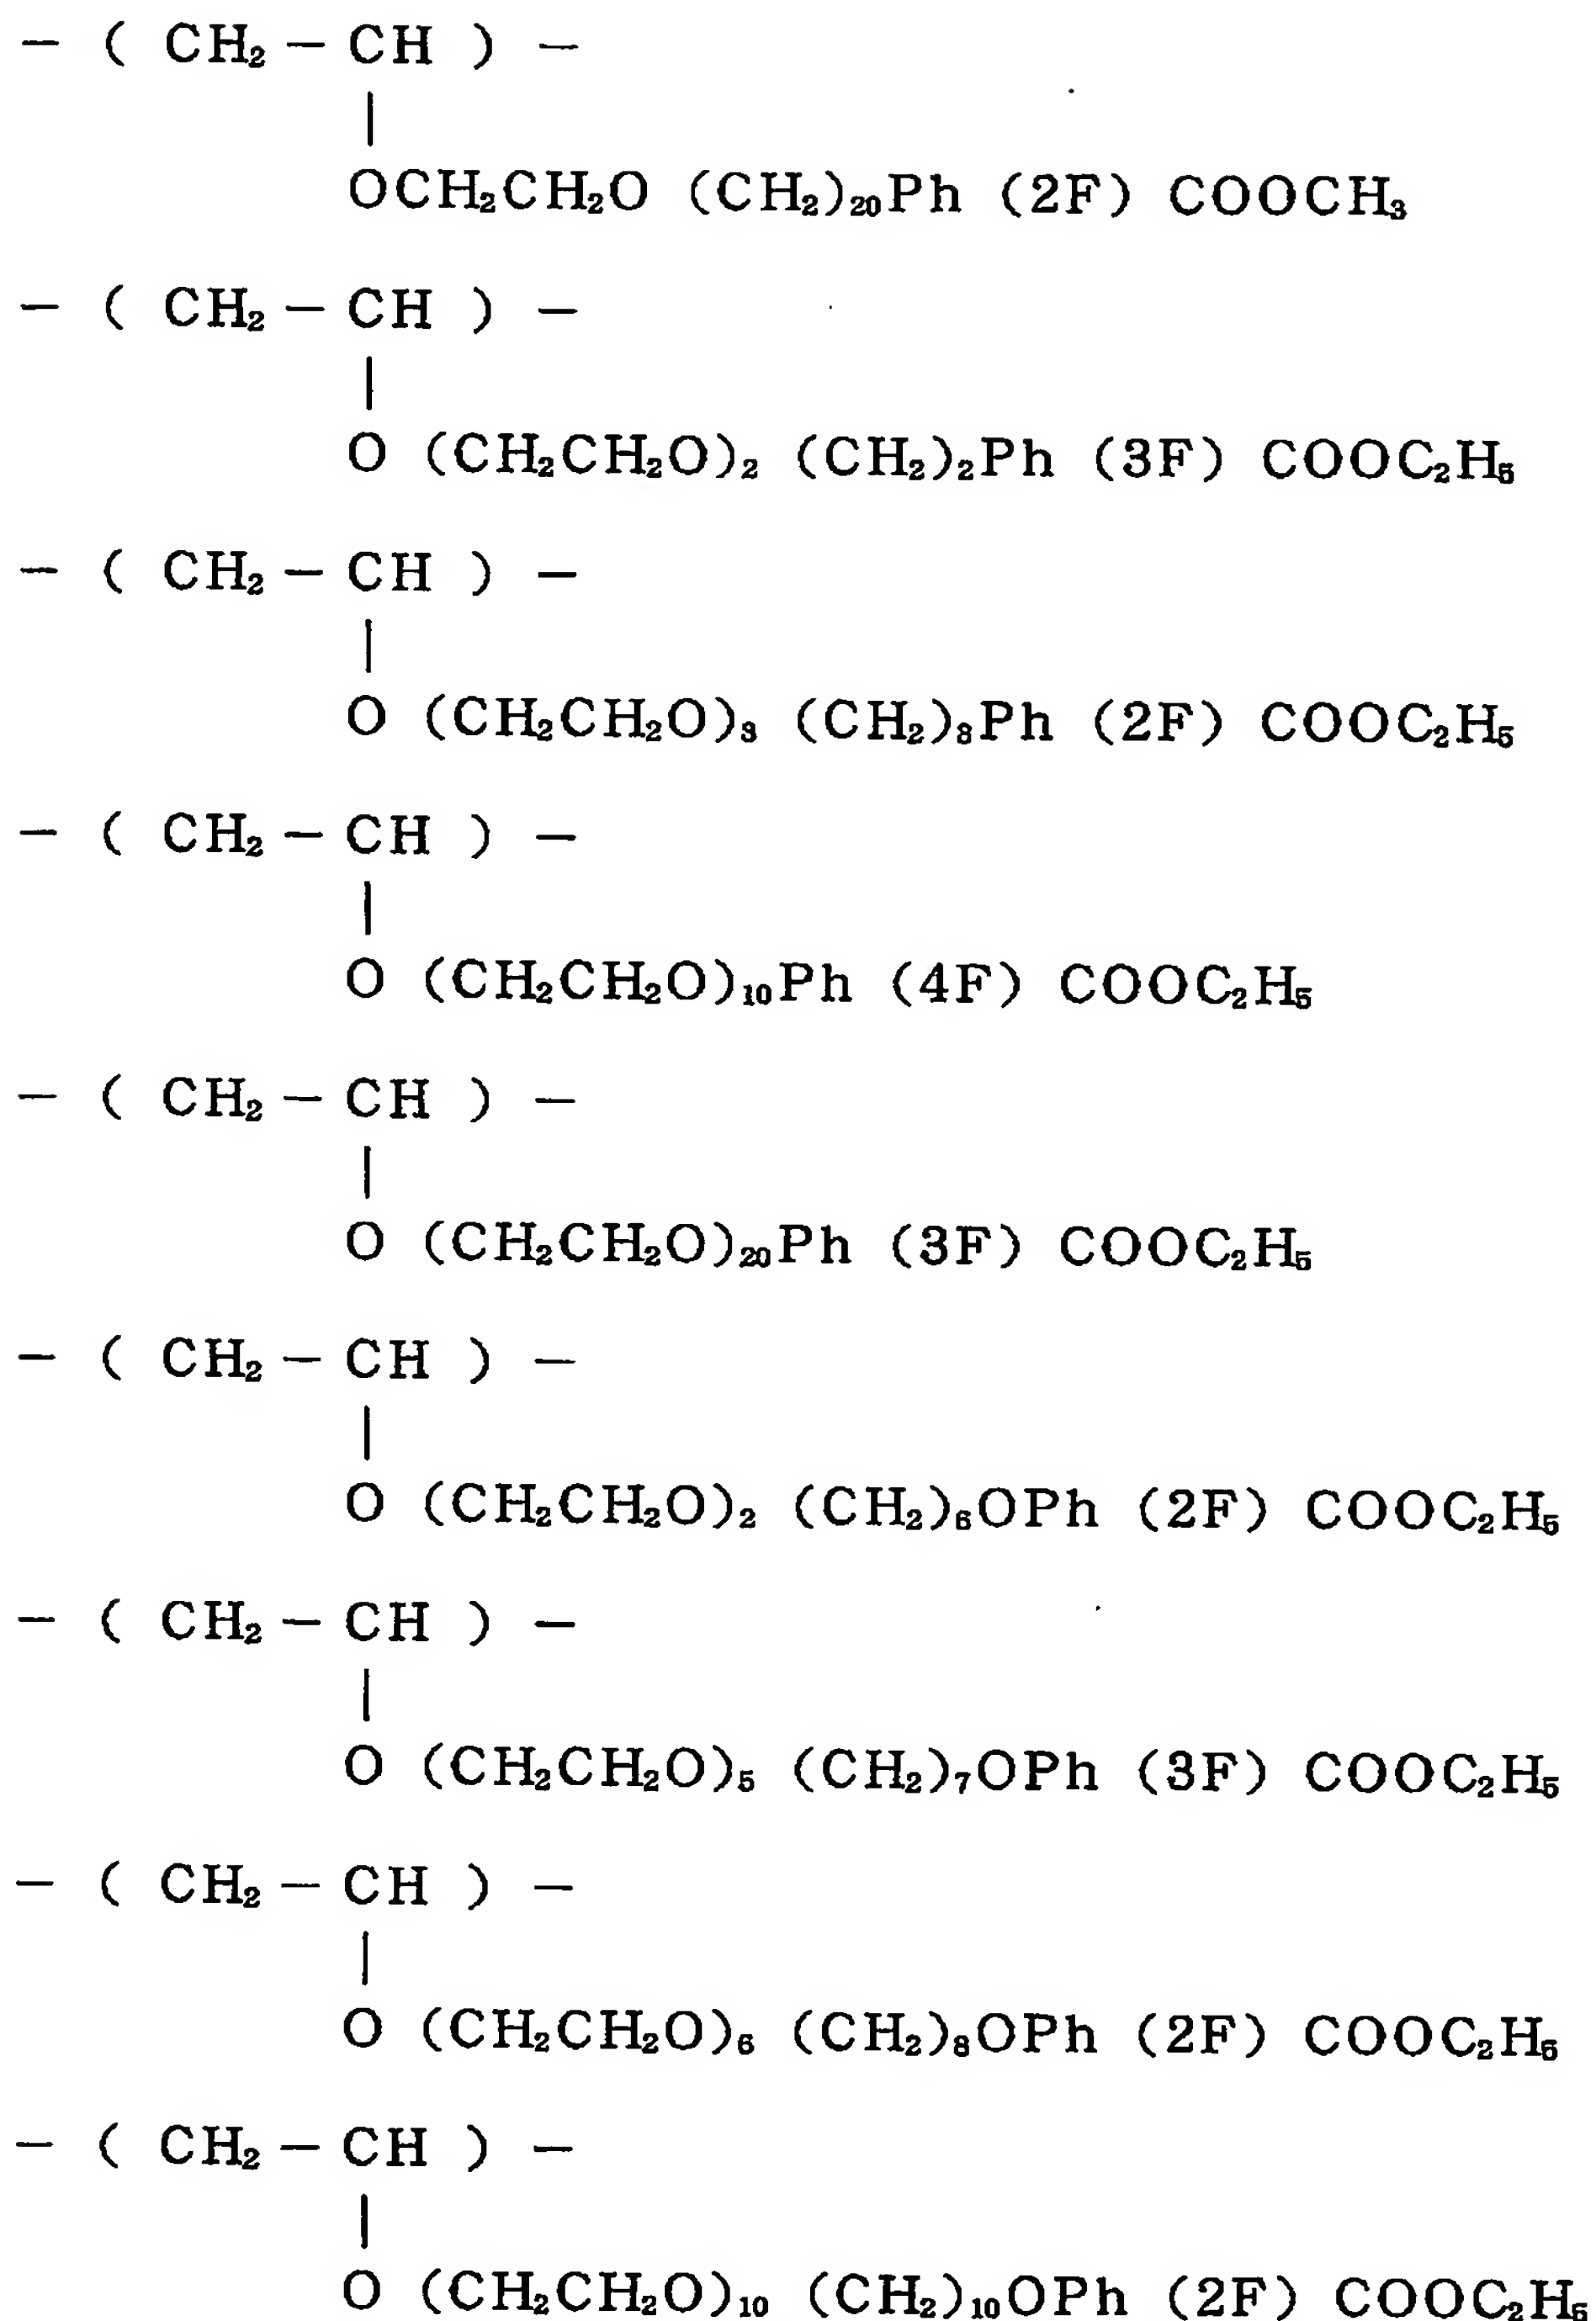 — ( CH₂ — CH ) —
|
OCH₂CH₂O (CH₂)₂₀Ph (2F) COOCH₃
— ( CH₂ — CH ) —
|
O (CH₂CH₂O)₂ (CH₂)₂Ph (3F) COOC₂H₅
— ( CH₂ — CH ) —
|
O (CH₂CH₂O)₃ (CH₂)₈Ph (2F) COOC₂H₅
— ( CH₂ — CH ) —
|
O (CH₂CH₂O)₁₀Ph (4F) COOC₂H₅
— ( CH₂ — CH ) —
|
O (CH₂CH₂O)₂₀Ph (3F) COOC₂H₅
— ( CH₂ — CH ) —
|
O (CH₂CH₂O)₂ (CH₂)₆OPh (2F) COOC₂H₅
— ( CH₂ — CH ) —
|
O (CH₂CH₂O)₅ (CH₂)₇OPh (3F) COOC₂H₅
— ( CH₂ — CH ) —
|
O (CH₂CH₂O)₆ (CH₂)₈OPh (2F) COOC₂H₅
— ( CH₂ — CH ) —
|
O (CH₂CH₂O)₁₀ (CH₂)₁₀OPh (2F) COOC₂H₅